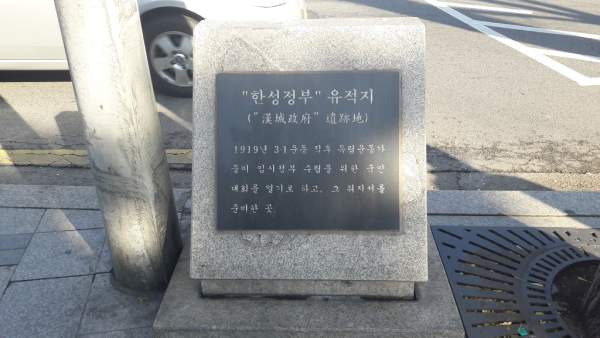 "한성정부" 유적지
("漢城政府" 遺跡地)
1919년 3·1운동 직후 독립운동가
들이 임시정부 수립을 위한 국민
대회를 열기로 하고, 그 취지서를
준비한 곳.